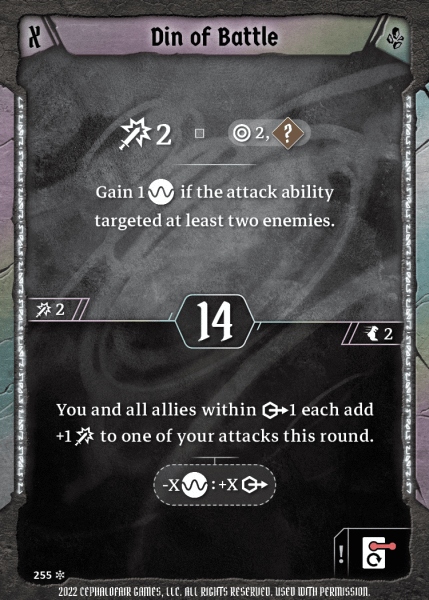 Din of Battle
2 2, ?
Gain 1 if the attack ability
targeted at least two enemies.
2
14
2
You and all allies within 1 each add
+1 to one of your attacks this round.
-X :+X
!
255
2022 CEPHALOFAIR GAMES, LLC. ALL RIGHTS RESERVED. USED WITH PERMISSION.